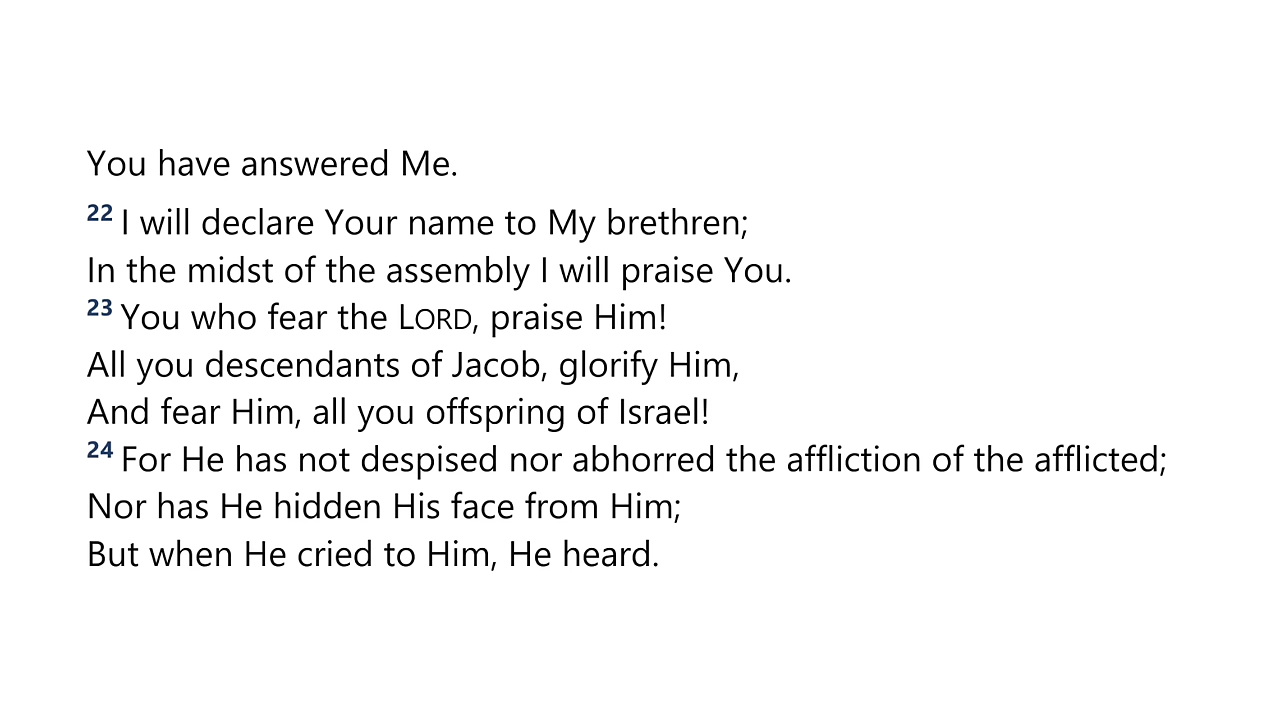 You have answered Me.
22 I will declare Your name to My brethren;
In the midst of the assembly I will praise You.
23 You who fear the LORD, praise Him!
All you descendants of Jacob, glorify Him,
And fear Him, all you offspring of Israel!
24 For He has not despised nor abhorred the affliction of the afflicted;
Nor has He hidden His face from Him;
But when He cried to Him, He heard.